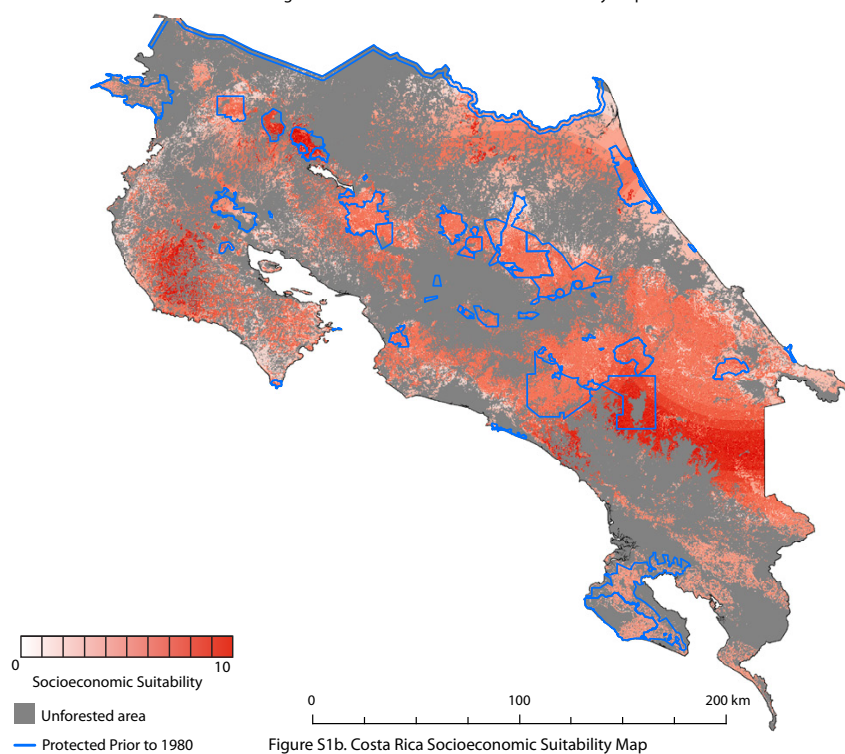 0 10
Socioeconomic Suitability
Unforested area
Protected Prior to 1980
0 100 200 km
Figure S1b. Costa Rica Socioeconomic Suitability Map